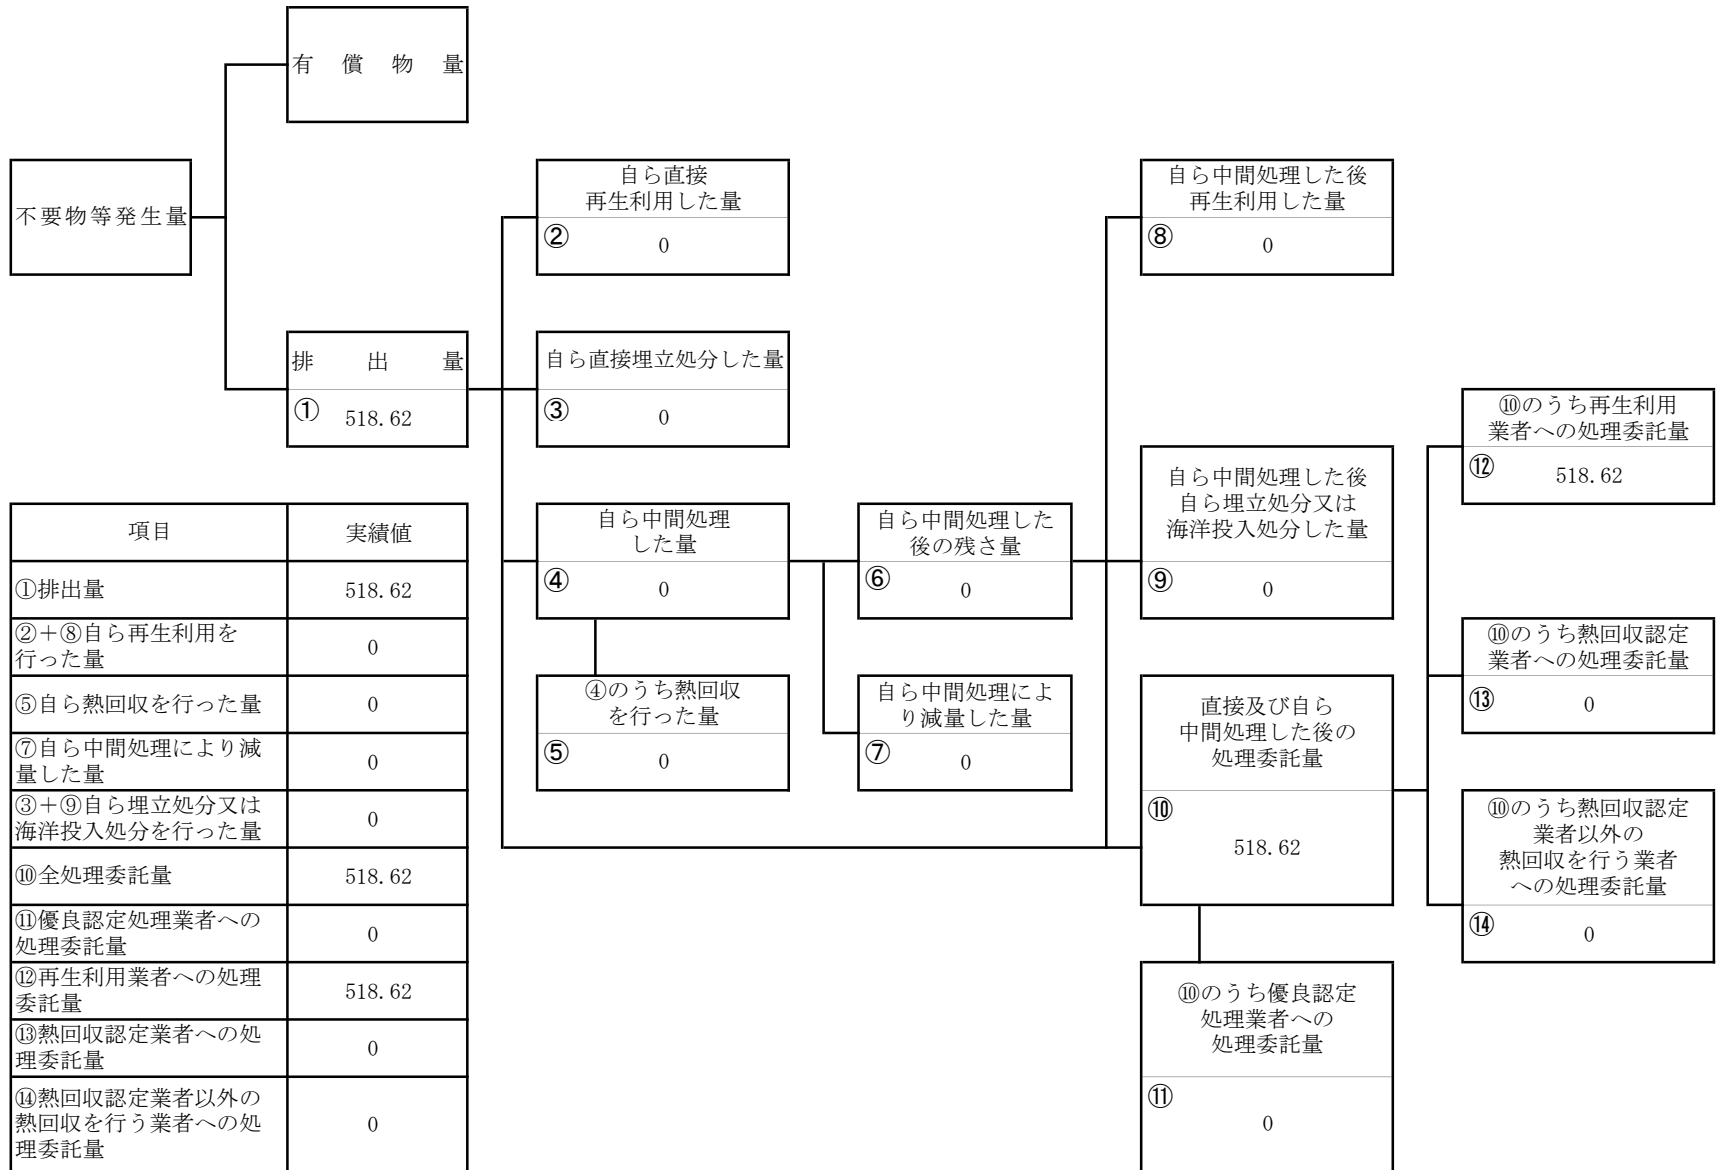 有償物量
不要物等発生量
排出量
①
518.62
自ら直接
再生利用した量
②
0
自ら直接埋立処分した量
③
0
自ら中間処理
した量
④
0
④のうち熱回収
を行った量
⑤
0
自ら中間処理した
後の残さ量
⑥
0
自ら中間処理によ
り減量した量
⑦
0
自ら中間処理した後
再生利用した量
⑧
0
自ら中間処理した後
自ら埋立処分又は
海洋投入処分した量
⑨
0
直接及び自ら
中間処理した後の
処理委託量
⑩
518.62
⑩のうち優良認定
処理業者への
処理委託量
⑪
0
⑩のうち再生利用
業者への処理委託量
⑫
518.62
⑩のうち熱回収認定
業者への処理委託量
⑬
0
⑩のうち熱回収認定
業者以外の
熱回収を行う業者
への処理委託量
⑭
0
項目 実績値
①排出量 518.62
②＋⑧自ら再生利用を
行った量 0
⑤自ら熱回収を行った量 0
⑦自ら中間処理により減
量した量 0
③＋⑨自ら埋立処分又は
海洋投入処分を行った量 0
⑩全処理委託量 518.62
⑪優良認定処理業者への
処理委託量 0
⑫再生利用業者への処理
委託量 518.62
⑬熱回収認定業者への処
理委託量 0
⑭熱回収認定業者以外の
熱回収を行う業者への処
理委託量 0